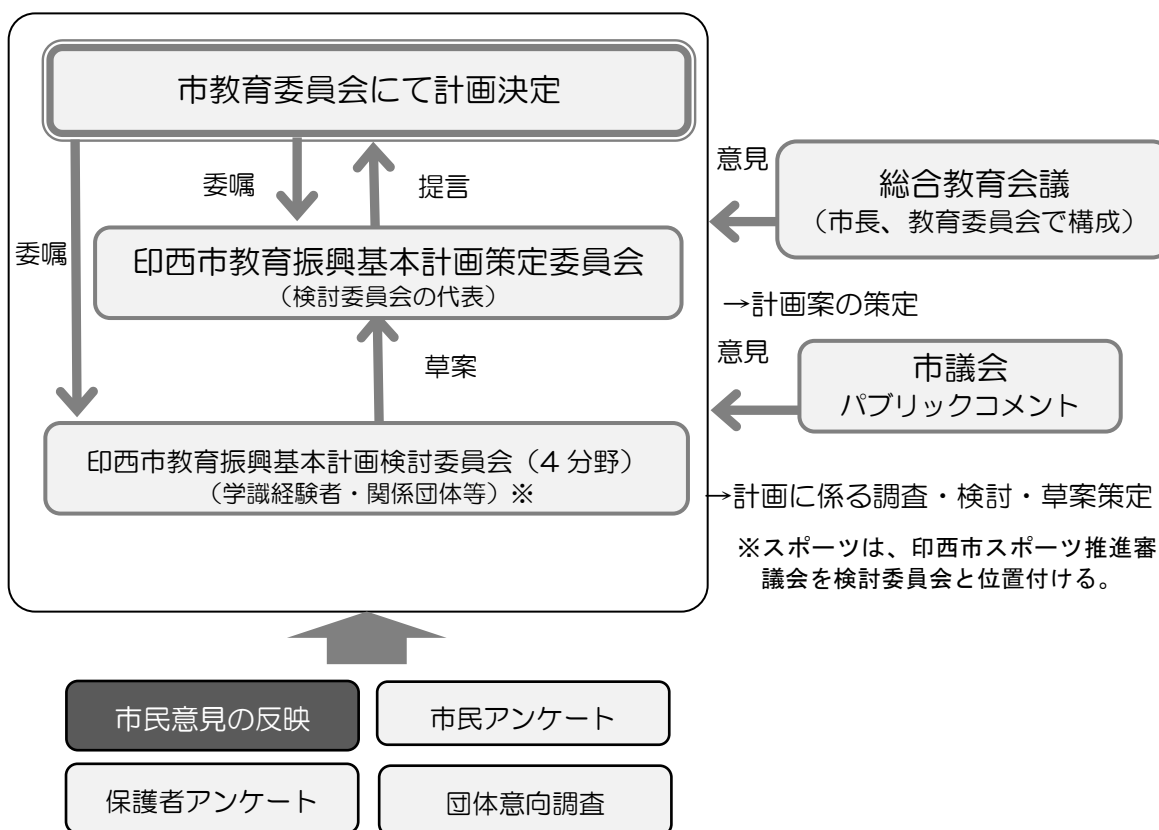 市教育委員会にて計画決定
委嘱
提言
委嘱
印西市教育振興基本計画策定委員会
（検討委員会の代表）
草案
印西市教育振興基本計画検討委員会（4 分野）
（学識経験者・関係団体等）※
意見
総合教育会議
（市長、教育委員会で構成）
→計画案の策定
意見
市議会
パブリックコメント
→計画に係る調査・検討・草案策定
※スポーツは、印西市スポーツ推進審
議会を検討委員会と位置付ける。
市民意見の反映
市民アンケート
保護者アンケート
団体意向調査